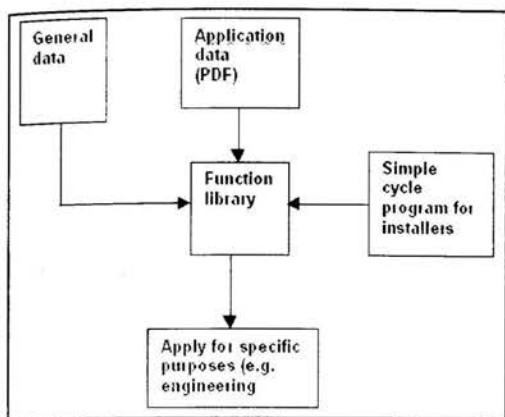 General
data
Application
data
(PDF)
Function
library
Simple
cycle
program for
installers
Apply for specific
purposes (e.g.
engineering